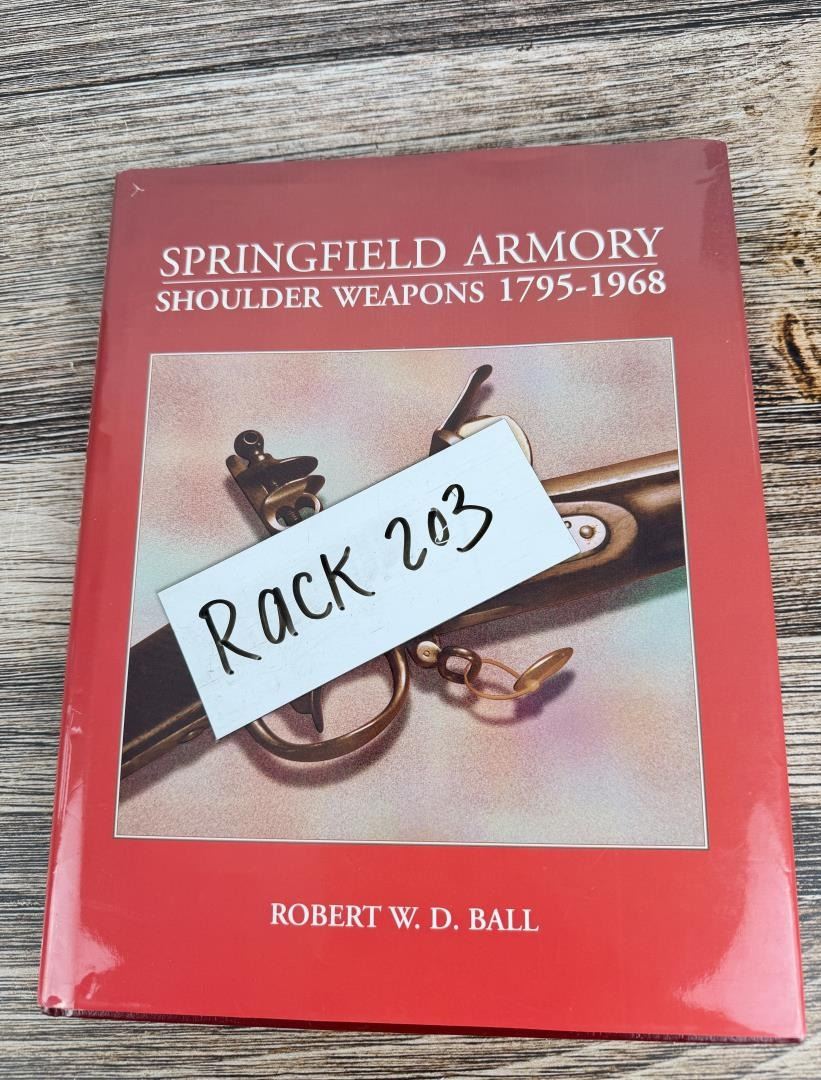 SPRINGFIELD ARMORY
SHOULDER WEAPONS 1795-1968
Rack 203
ROBERT W. D. BALL